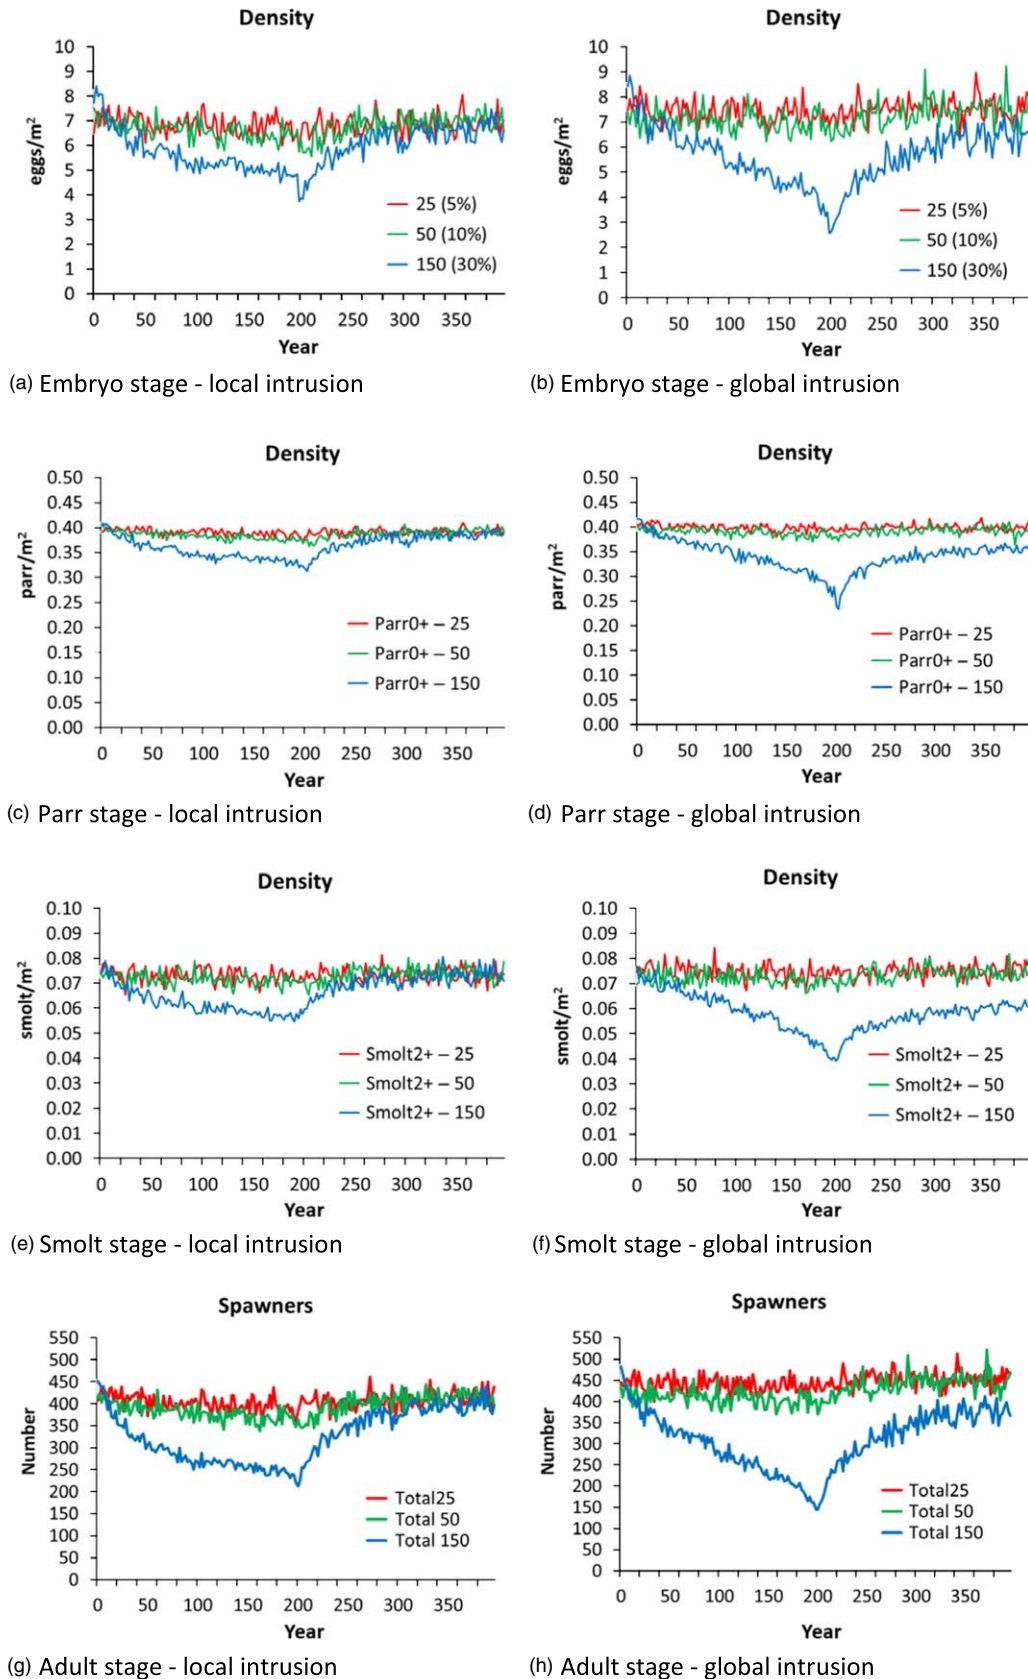 Density
10
9
8
7
6
5
4
3
2
1
0
eggs/m²
25 (5%)
50 (10%)
150 (30%)
0 50 100 150 200 250 300 350
Year
(a) Embryo stage - local intrusion
Density
10
9
8
7
6
5
4
3
2
1
0
eggs/m²
25 (5%)
50 (10%)
150 (30%)
0 50 100 150 200 250 300 350
Year
(b) Embryo stage - global intrusion
Density
0.50
0.45
0.40
0.35
0.30
0.25
0.20
0.15
0.10
0.05
0.00
parr/m²
Parr0+ – 25
Parr0+ – 50
Parr0+ – 150
0 50 100 150 200 250 300 350
Year
(c) Parr stage - local intrusion
Density
0.50
0.45
0.40
0.35
0.30
0.25
0.20
0.15
0.10
0.05
0.00
parr/m²
Parr0+ – 25
Parr0+ – 50
Parr0+ – 150
0 50 100 150 200 250 300 350
Year
(d) Parr stage - global intrusion
Density
0.10
0.09
0.08
0.07
0.06
0.05
0.04
0.03
0.02
0.01
0.00
smolt/m²
Smolt2+ – 25
Smolt2+ – 50
Smolt2+ – 150
0 50 100 150 200 250 300 350
Year
(e) Smolt stage - local intrusion
Density
0.10
0.09
0.08
0.07
0.06
0.05
0.04
0.03
0.02
0.01
0.00
smolt/m²
Smolt2+ – 25
Smolt2+ – 50
Smolt2+ – 150
0 50 100 150 200 250 300 350
Year
(f) Smolt stage - global intrusion
Spawners
550
500
450
400
350
300
250
200
150
100
50
0
Number
Total25
Total 50
Total 150
0 50 100 150 200 250 300 350
Year
(g) Adult stage - local intrusion
Spawners
550
500
450
400
350
300
250
200
150
100
50
0
Number
Total25
Total 50
Total 150
0 50 100 150 200 250 300 350
Year
(h) Adult stage - global intrusion